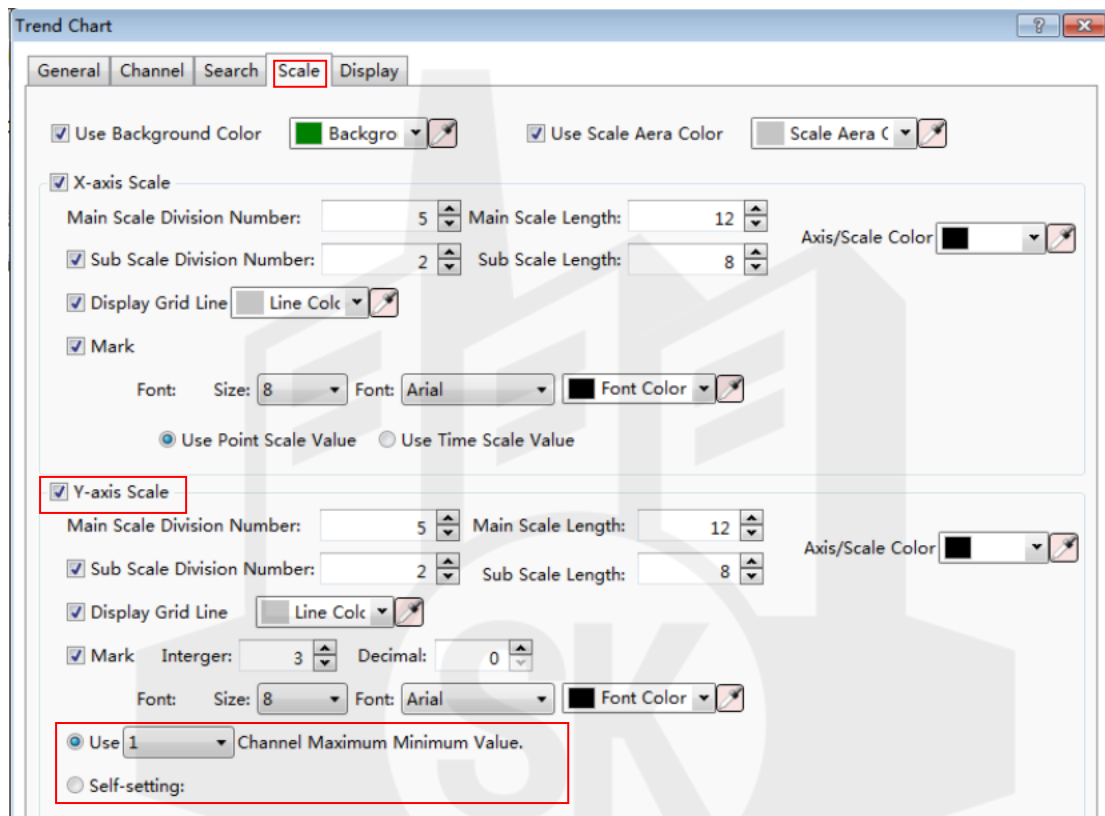 Trend Chart
General Channel Search Scale Display
Use Background Color Backgro Use Scale Aera Color Scale Aera C
X-axis Scale
Main Scale Division Number: 5 Main Scale Length: 12
Axis/Scale Color
Sub Scale Division Number: 2 Sub Scale Length: 8
Display Grid Line Line Colc
Mark
Font: Size: 8 Font: Arial Font Color
Use Point Scale Value Use Time Scale Value
Y-axis Scale
Main Scale Division Number: 5 Main Scale Length: 12
Axis/Scale Color
Sub Scale Division Number: 2 Sub Scale Length: 8
Display Grid Line Line Colc
Mark Interger: 3 Decimal: 0
Font: Size: 8 Font: Arial Font Color
Use 1 Channel Maximum Minimum Value.
Self-setting:
SK